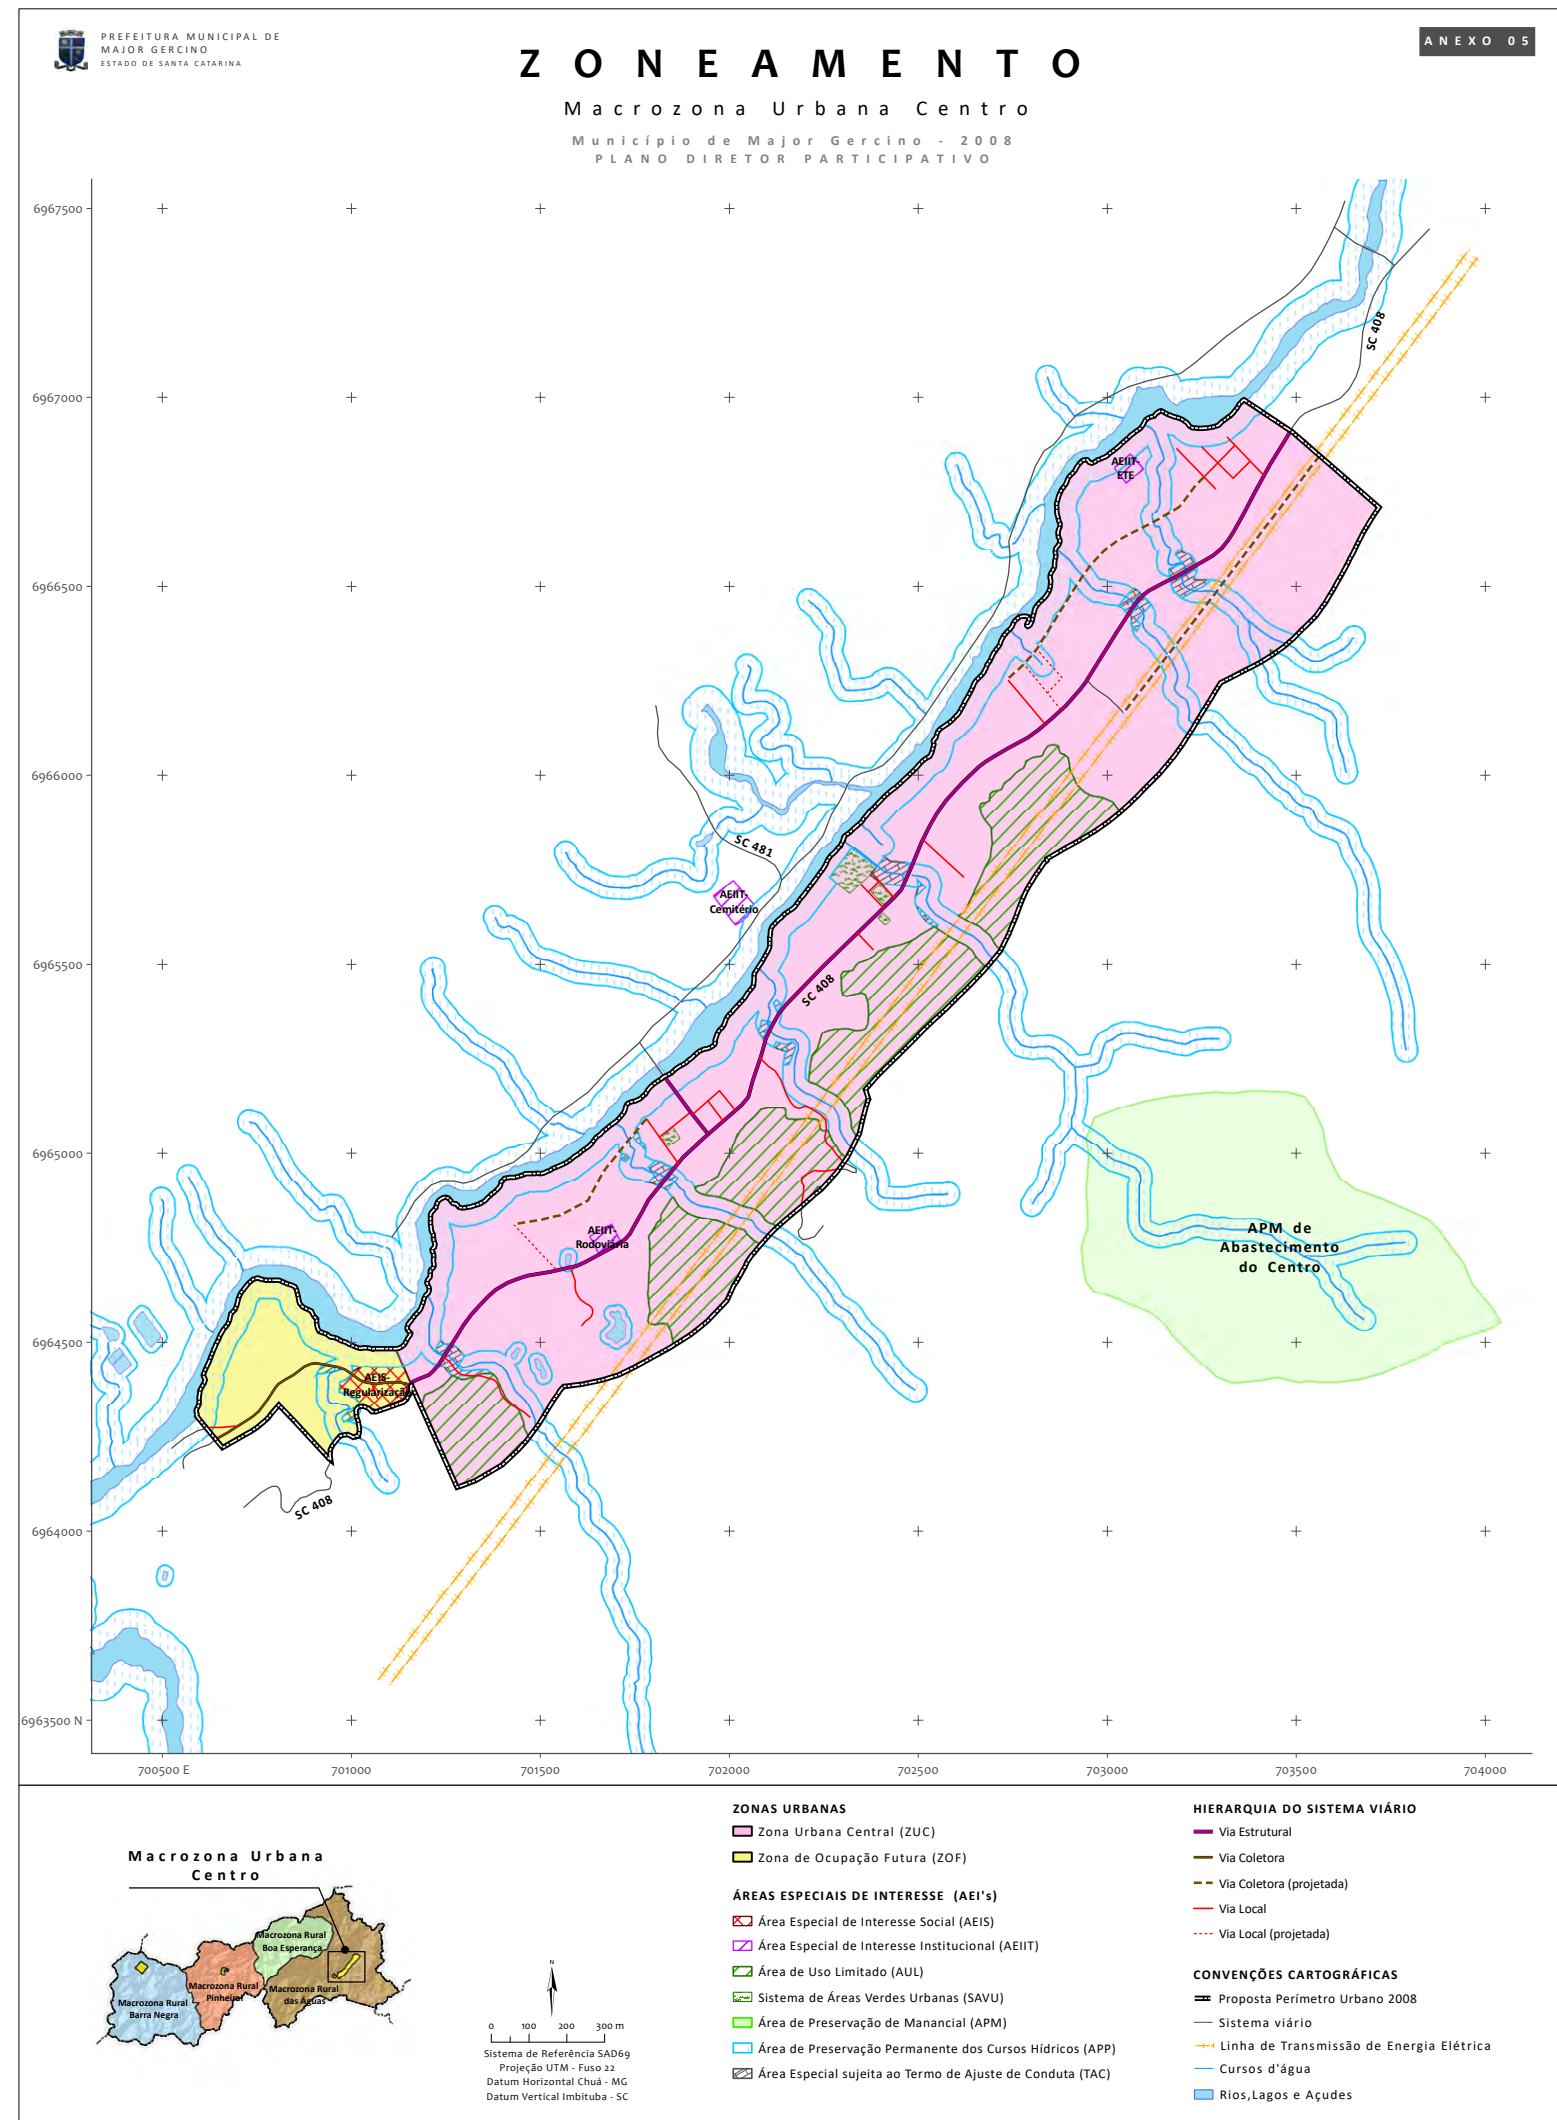 PREFEITURA MUNICIPAL DE
MAJOR GERCINO
ESTADO DE SANTA CATARINA
ANEXO 05
ZONEAMENTO
Macrozona Urbana Centro
Município de Major Gercino - 2008
PLANO DIRETOR PARTICIPATIVO
6967500
6967000
6966500
6966000
6965500
6965000
6964500
6964000
6963500 N
700500 E
701000
701500
702000
702500
703000
703500
704000
SC 408
AEIIT-
ETE
SC 481
AEIIT-
Cemitério
SC 408
AEIIT-
Rodoviária
APM de
Abastecimento
do Centro
AEIS-
Regularização
SC 408
Macrozona Urbana
Centro
Macrozona Rural
Boa Esperança
Macrozona Rural
Pinheiral
Macrozona Rural
das Águas
Macrozona Rural
Barra Negra
N
0 100 200 300 m
Sistema de Referência SAD69
Projeção UTM - Fuso 22
Datum Horizontal Chuá - MG
Datum Vertical Imbituba - SC
ZONAS URBANAS
Zona Urbana Central (ZUC)
Zona de Ocupação Futura (ZOF)
ÁREAS ESPECIAIS DE INTERESSE (AEI's)
Área Especial de Interesse Social (AEIS)
Área Especial de Interesse Institucional (AEIIT)
Área de Uso Limitado (AUL)
Sistema de Áreas Verdes Urbanas (SAVU)
Área de Preservação de Manancial (APM)
Área de Preservação Permanente dos Cursos Hídricos (APP)
Área Especial sujeita ao Termo de Ajuste de Conduta (TAC)
HIERARQUIA DO SISTEMA VIÁRIO
Via Estrutural
Via Coletora
Via Coletora (projetada)
Via Local
Via Local (projetada)
CONVENÇÕES CARTOGRÁFICAS
Proposta Perímetro Urbano 2008
Sistema viário
Linha de Transmissão de Energia Elétrica
Cursos d'água
Rios,Lagos e Açudes